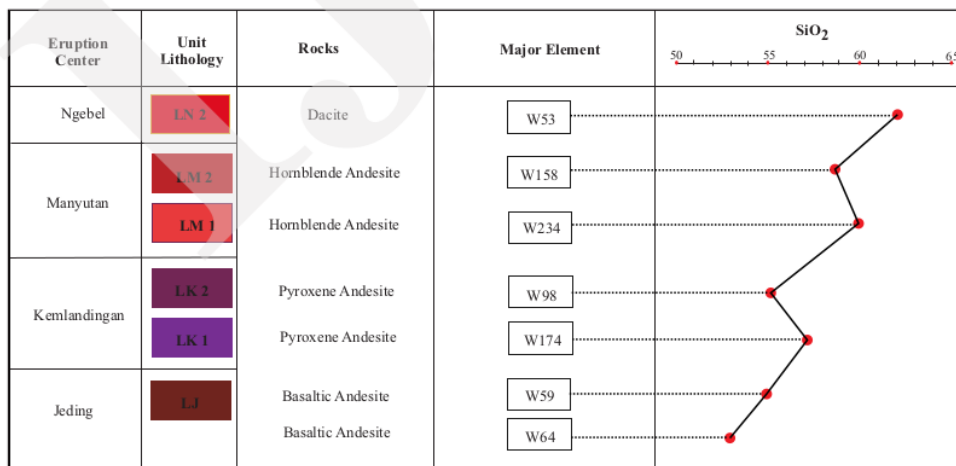 Eruption Center
Unit Lithology
Rocks
Major Element
SiO2
50 55 60 65
Ngebel
LN 2
Dacite
W53
Manyutan
LM 2
Hornblende Andesite
W158
LM 1
Hornblende Andesite
W234
Kemlandingan
LK 2
Pyroxene Andesite
W98
LK 1
Pyroxene Andesite
W174
Jeding
LJ
Basaltic Andesite
W59
Basaltic Andesite
W64